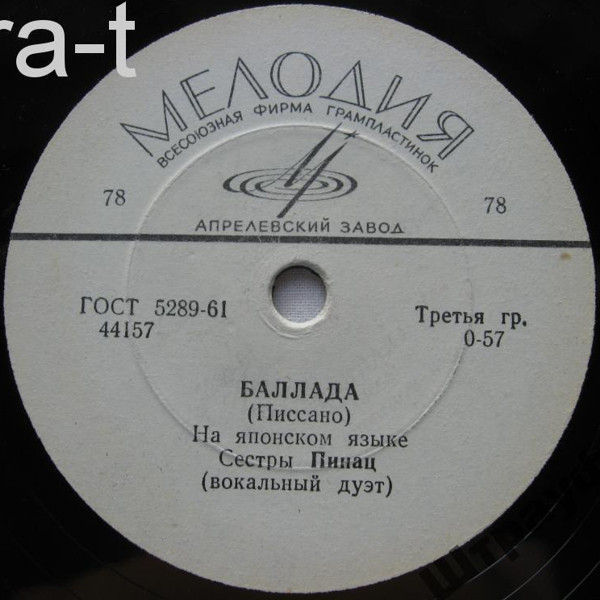 ra-t
МЕЛОДИЯ
ВСЕСОЮЗНАЯ ФИРМА ГРАМПЛАСТИНОК
78
78
АПРЕЛЕВСКИЙ ЗАВОД
ГОСТ 5289-61
44157
Третья гр.
0-57
БАЛЛАДА
(Писсано)
На японском языке
Сестры Пинац
(вокальный дуэт)